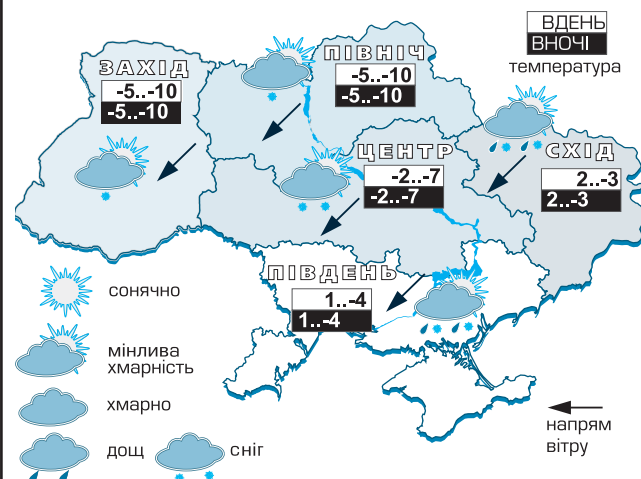 ВДЕНЬ
ВНОЧІ
температура
ЗАХІД
-5..-10
-5..-10
ПІВНІЧ
-5..-10
-5..-10
ЦЕНТР
-2..-7
-2..-7
СХІД
2..-3
2..-3
ПІВДЕНЬ
1..-4
1..-4
сонячно
мінлива
хмарність
хмарно
дощ
сніг
напрям
вітру